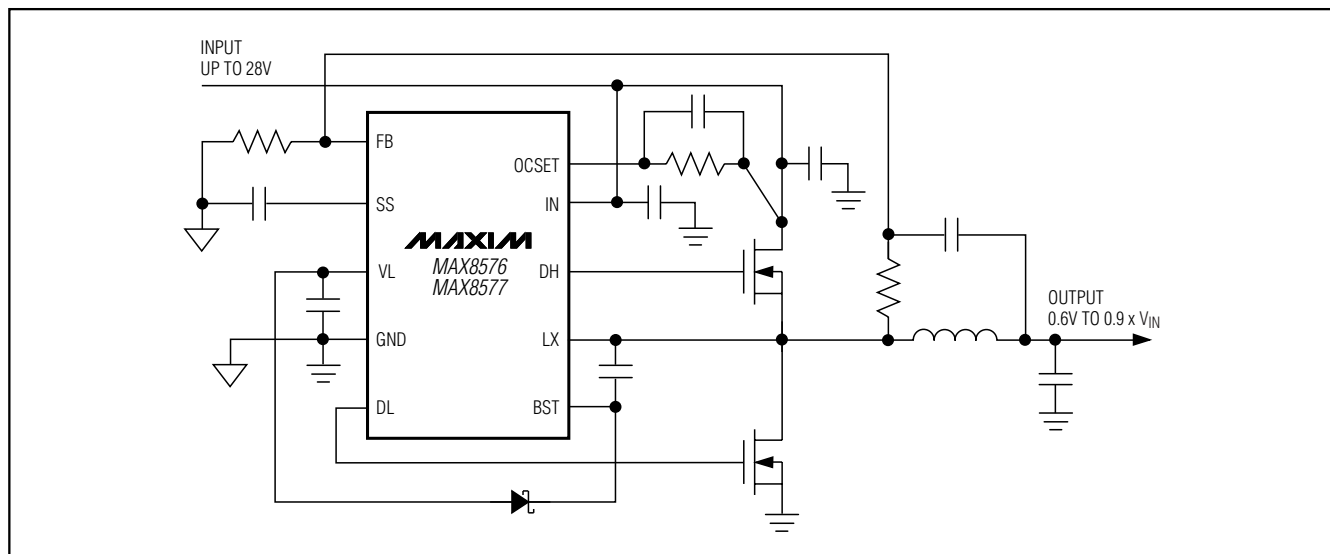 INPUT
UP TO 28V
FB
OCSET
SS
IN
MAXIM
MAX8576
MAX8577
VL
DH
OUTPUT
0.6V TO 0.9 x VIN
GND
LX
DL
BST